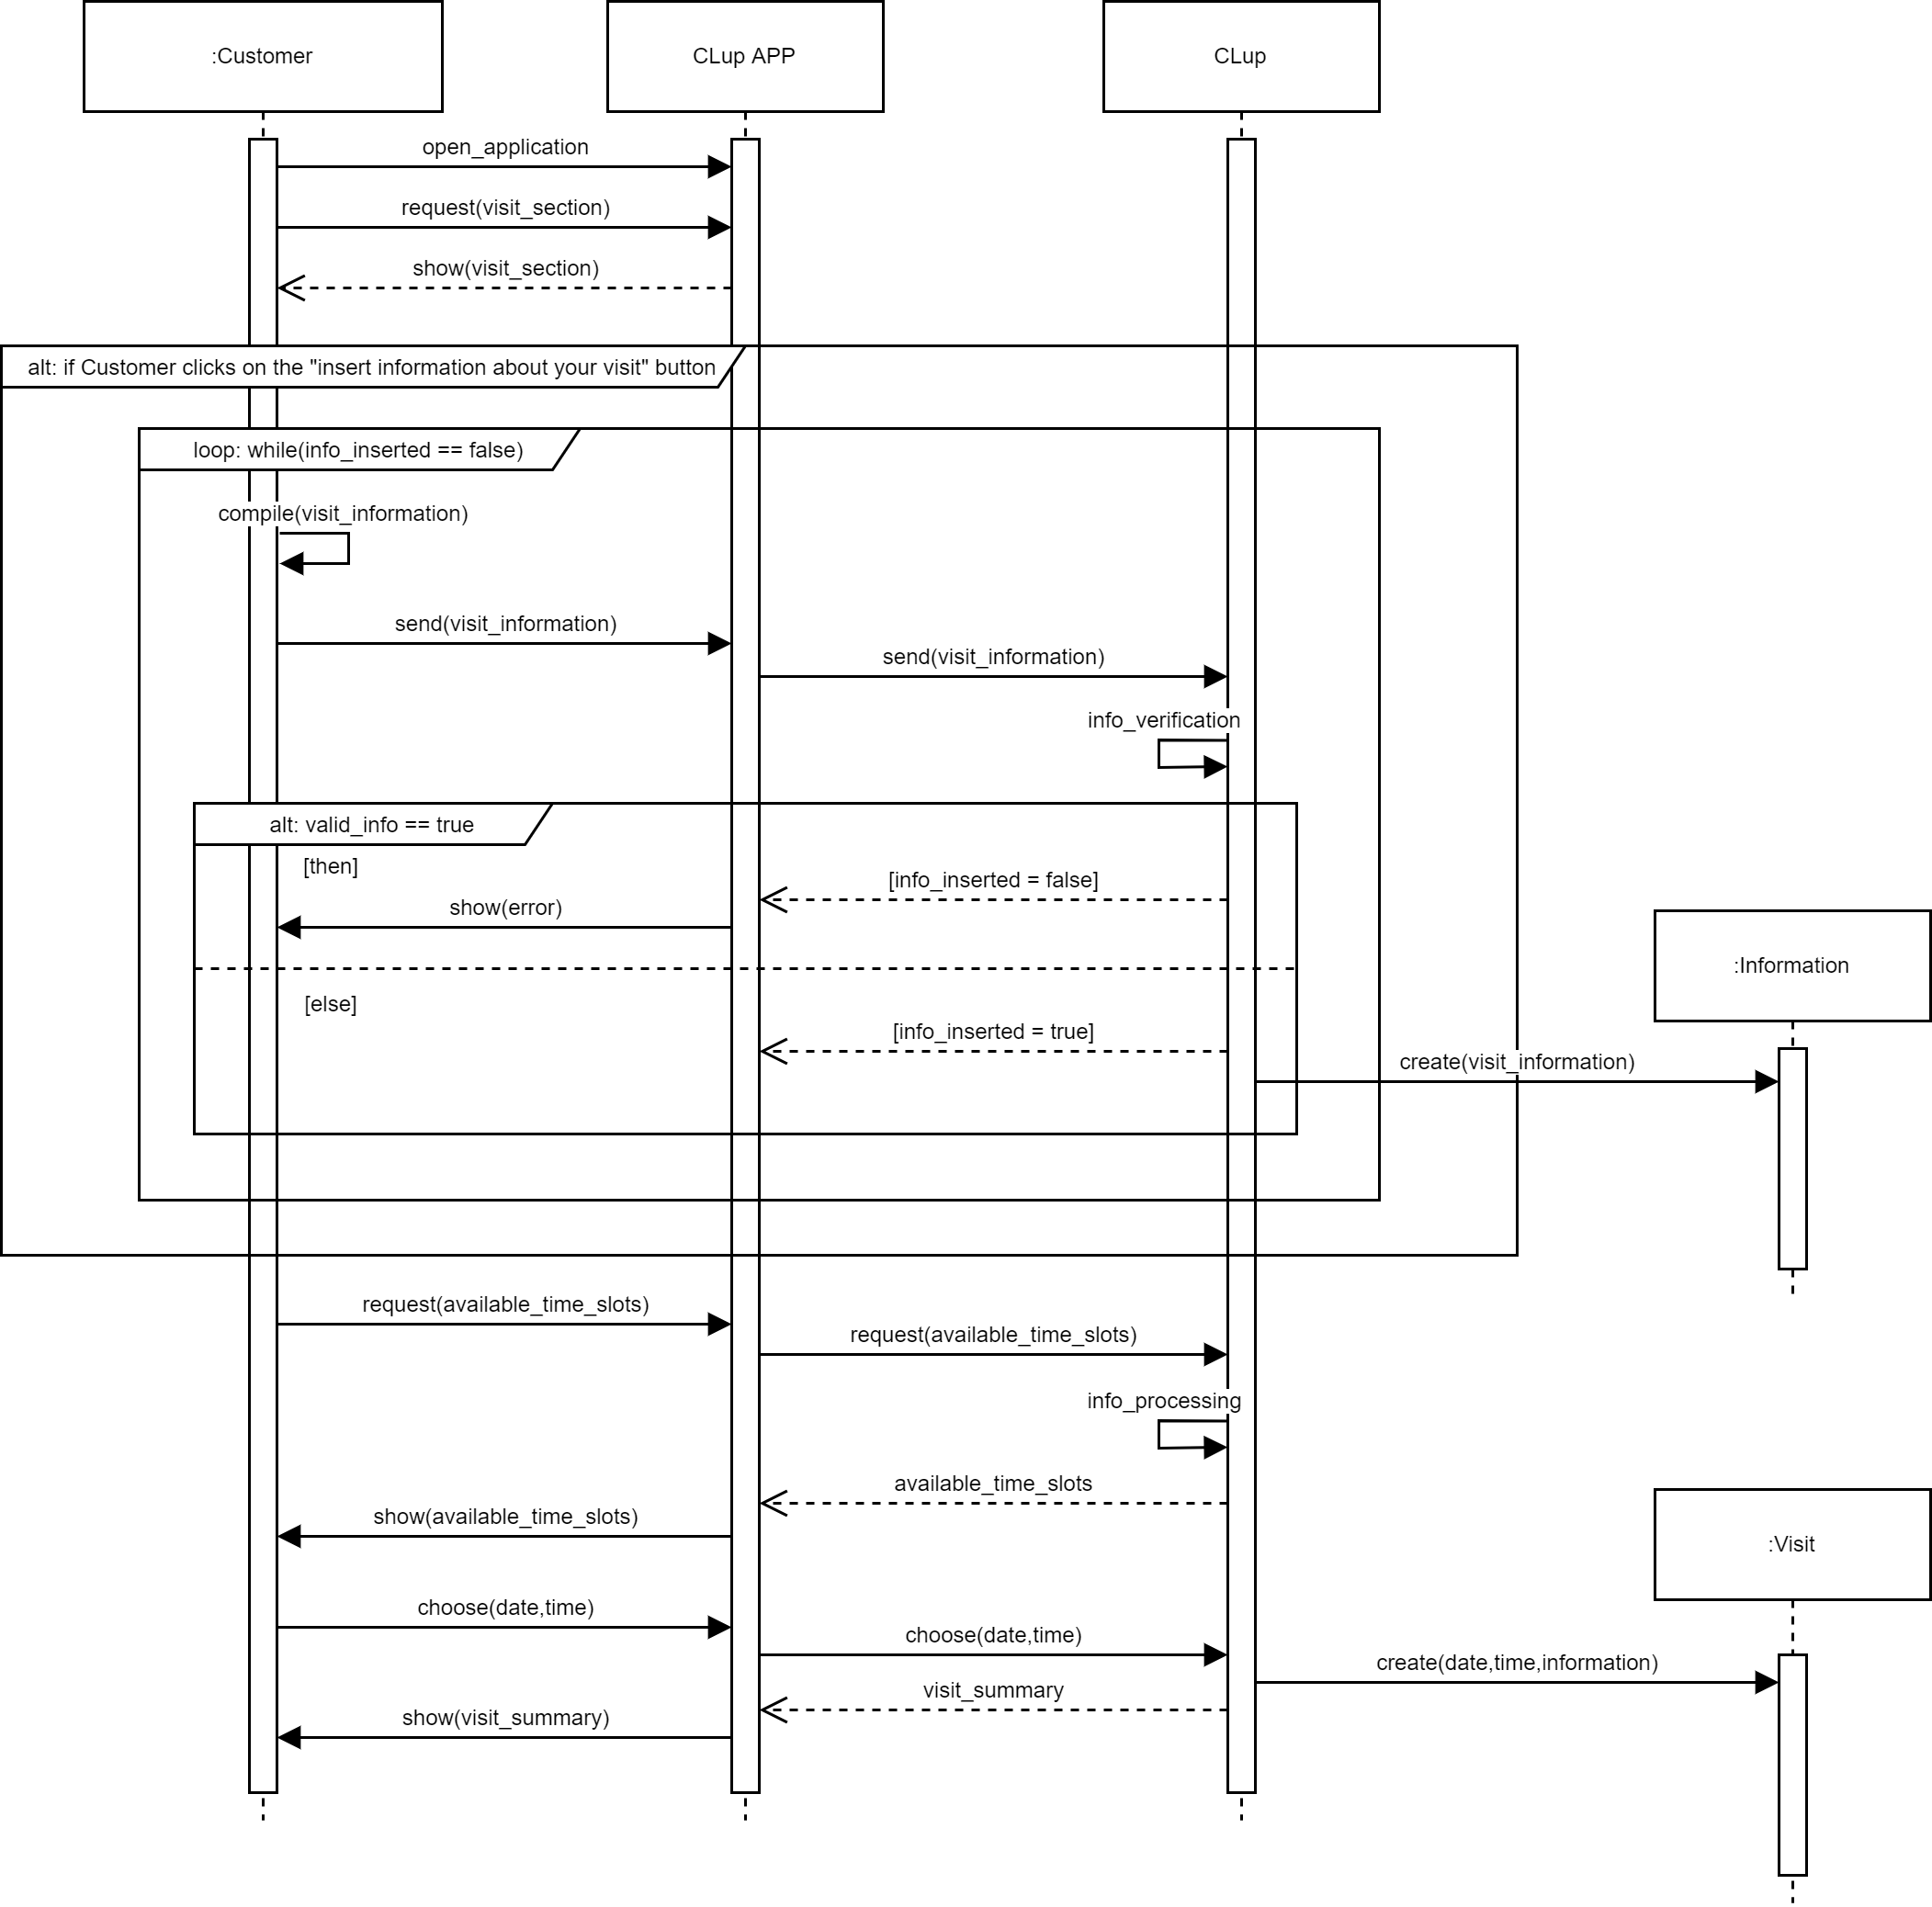 :Customer
CLup APP
CLup
open_application
request(visit_section)
show(visit_section)
alt: if Customer clicks on the "insert information about your visit" button
loop: while(info_inserted == false)
compile(visit_information)
send(visit_information)
send(visit_information)
info_verification
alt: valid_info == true
[then]
[info_inserted = false]
show(error)
:Information
[else]
[info_inserted = true]
create(visit_information)
request(available_time_slots)
request(available_time_slots)
info_processing
available_time_slots
show(available_time_slots)
:Visit
choose(date,time)
choose(date,time)
create(date,time,information)
visit_summary
show(visit_summary)